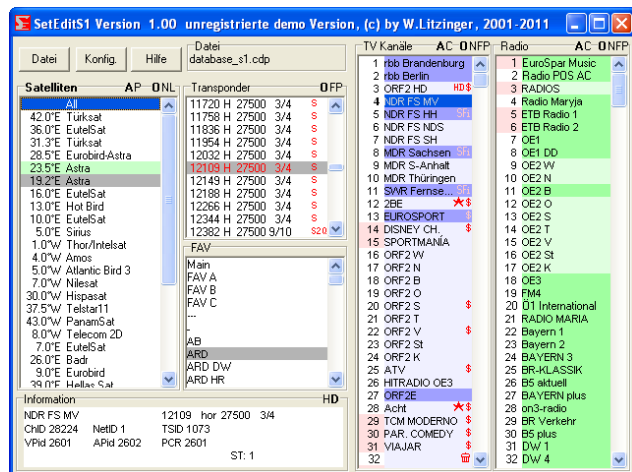 SetEditS1 Version 1.00 unregistrierte demo Version, (c) by W.Litzinger, 2001-2011
Datei Konfig. Hilfe
Datei
database_s1.cdp
Satelliten AP ONL
All
42.0°E Türksat
36.0°E EutelSat
31.3°E Türksat
28.5°E Eurobird-Astra
23.5°E Astra
19.2°E Astra
16.0°E EutelSat
13.0°E Hot Bird
10.0°E EutelSat
5.0°E Sirius
1.0°W Thor/Intelsat
4.0°W Amos
5.0°W Atlantic Bird 3
7.0°W Nilesat
30.0°W Hispasat
37.5°W Telstar11
43.0°W PanamSat
8.0°W Telecom 2D
7.0°E EutelSat
26.0°E Badr
9.0°E Eurobird
39.0°E Hellas Sat
Transponder OFP
11720 H 27500 3/4 S
11758 H 27500 3/4 S
11836 H 27500 3/4 S
11954 H 27500 3/4 S
12032 H 27500 3/4 S
12109 H 27500 3/4 S
12149 H 27500 3/4 S
12188 H 27500 3/4 S
12266 H 27500 3/4 S
12344 H 27500 3/4 S
12382 H 27500 9/10 S20
FAV
Main
FAV A
FAV B
FAV C
...
-
AB
ARD
ARD DW
ARD HR
Information HD
NDR FS MV 12109 hor 27500 3/4
ChID 28224 NetID 1 TSID 1073
VPid 2601 APid 2602 PCR 2601
ST: 1
TV Kanäle AC ONFP
1 rbb Brandenburg
2 rbb Berlin
3 ORF2 HD HD$
4 NDR FS MV
5 NDR FS HH SFi
6 NDR FS NDS
7 NDR FS SH
8 MDR Sachsen SFi
9 MDR S-Anhalt
10 MDR Thüringen
11 SWR Fernse... SFi
12 2BE $
13 EUROSPORT $
14 DISNEY CH. $
15 SPORTMANÍA
16 ORF2 W
17 ORF2 N
18 ORF2 B
19 ORF2 O
20 ORF2 S $
21 ORF2 T
22 ORF2 V $
23 ORF2 St
24 ORF2 K
25 ATV $
26 HITRADIO OE3
27 ORF2E
28 Acht $
29 TCM MODERNO $
30 PAR. COMEDY $
31 VIAJAR $
32
Radio AC ONFP
1 EuroSpar Music
2 Radio POS AC
3 RADIOS
4 Radio Maryja
5 ETB Radio 1
6 ETB Radio 2
7 OE1
8 OE1 DD
9 OE2 W
10 OE2 N
11 OE2 B
12 OE2 O
13 OE2 S
14 OE2 T
15 OE2 V
16 OE2 St
17 OE2 K
18 OE3
19 FM4
20 Ö1 International
21 RADIO MARIA
22 Bayern 1
23 Bayern 2
24 BAYERN 3
25 BR-KLASSIK
26 B5 aktuell
27 BAYERN plus
28 on3-radio
29 BR Verkehr
30 B5 plus
31 DW 1
32 DW 4